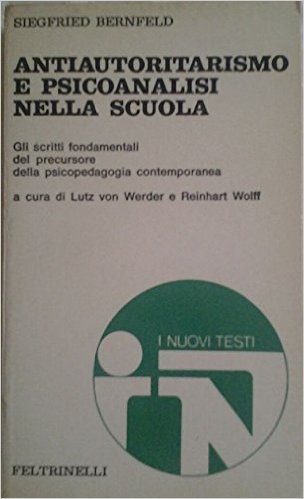 SIEGFRIED BERNFELD
ANTIAUTORITARISMO
E PSICOANALISI
NELLA SCUOLA
Gli scritti fondamentali
del precursore
della psicopedagogia contemporanea
a cura di Lutz von Werder e Reinhart Wolff
I NUOVI TESTI
FELTRINELLI